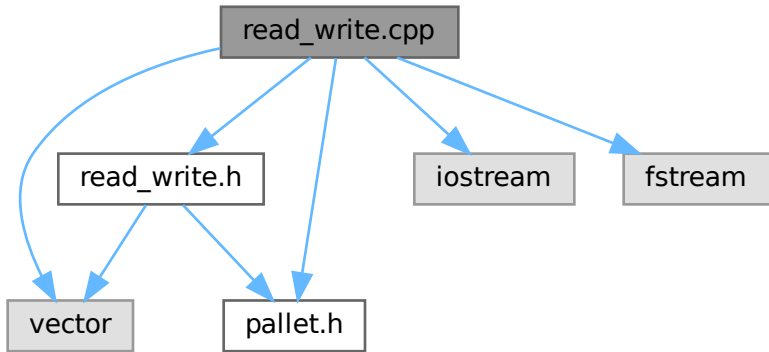 read_write.cpp
read_write.h
iostream
fstream
vector
pallet.h